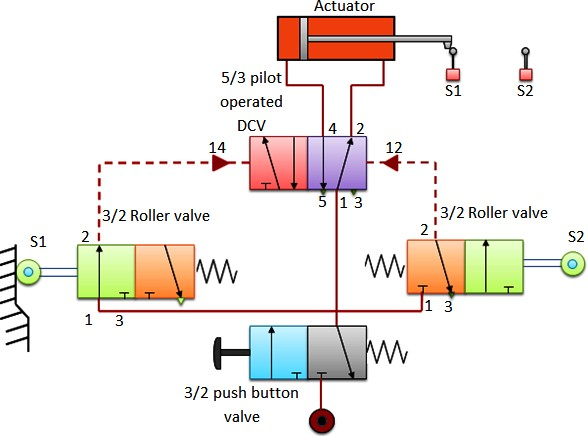 Actuator
S1
S2
5/3 pilot
operated
DCV
4
2
14
12
5
1
3
3/2 Roller valve
S1
2
1
3
3/2 Roller valve
S2
2
1
3
3/2 push button
valve